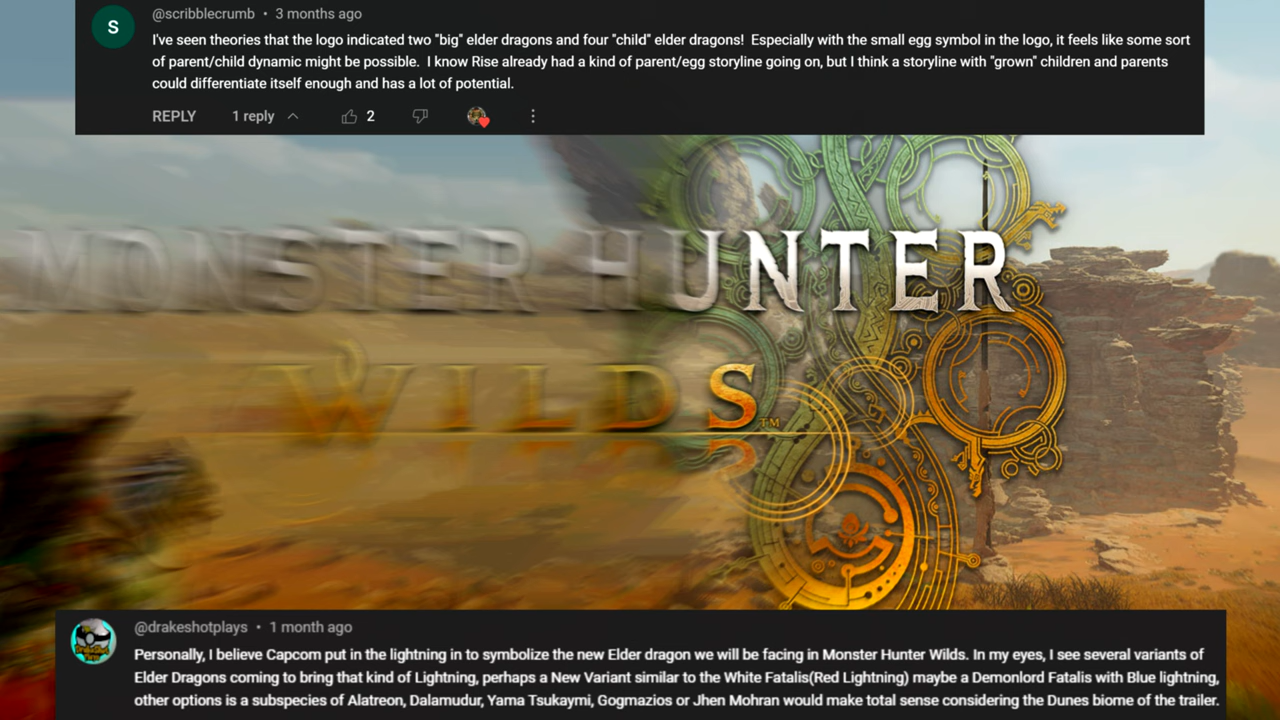 S
@scribblecrumb • 3 months ago
I've seen theories that the logo indicated two "big" elder dragons and four "child" elder dragons!  Especially with the small egg symbol in the logo, it feels like some sort
of parent/child dynamic might be possible.  I know Rise already had a kind of parent/egg storyline going on, but I think a storyline with "grown" children and parents
could differentiate itself enough and has a lot of potential.
REPLY 1 reply 2
MONSTER HUNTER
WILDS™
@drakeshotplays • 1 month ago
Personally, I believe Capcom put in the lightning in to symbolize the new Elder dragon we will be facing in Monster Hunter Wilds. In my eyes, I see several variants of
Elder Dragons coming to bring that kind of Lightning, perhaps a New Variant similar to the White Fatalis(Red Lightning) maybe a Demonlord Fatalis with Blue lightning,
other options is a subspecies of Alatreon, Dalamudur, Yama Tsukaymi, Gogmazios or Jhen Mohran would make total sense considering the Dunes biome of the trailer.